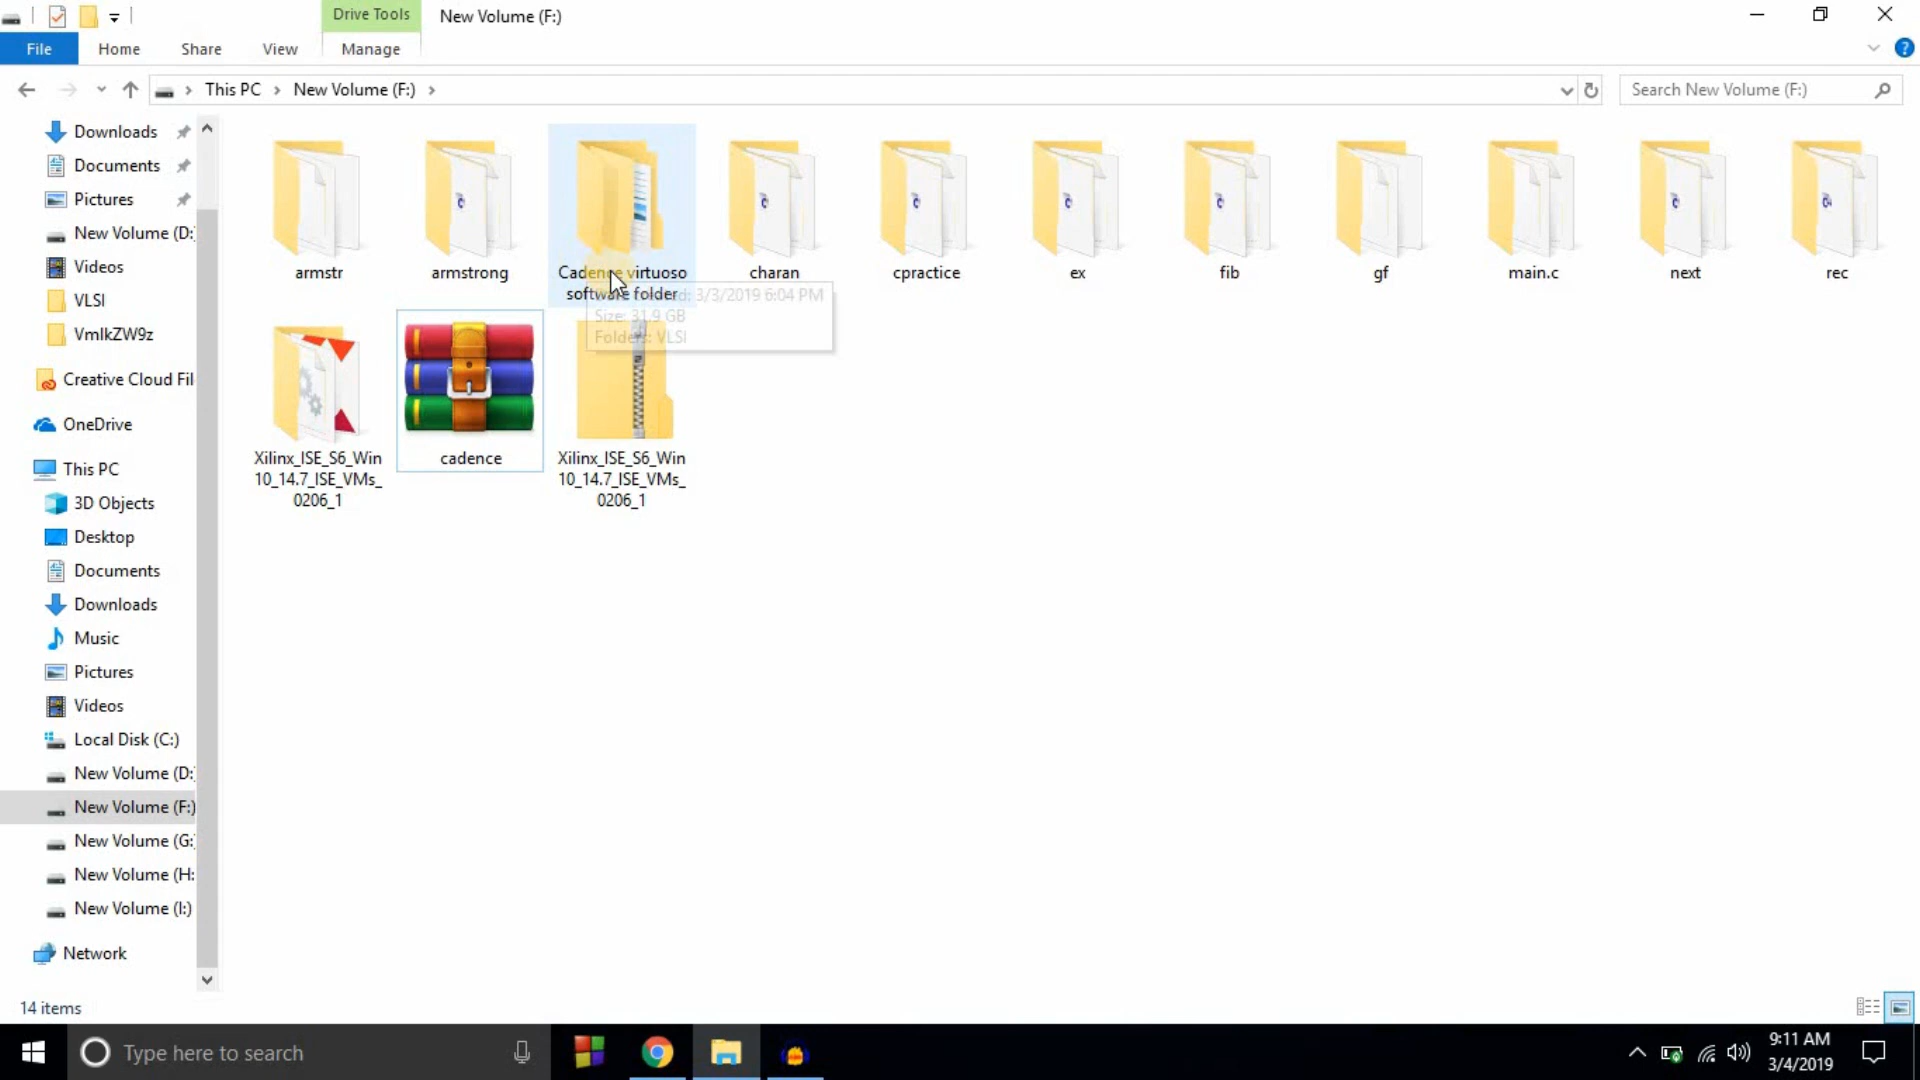 Drive Tools
New Volume (F:)
File
Home
Share
View
Manage
This PC
New Volume (F:)
Search New Volume (F:)
Downloads
Documents
Pictures
New Volume (D:
Videos
VLSI
VmlkZW9z
Creative Cloud Fil
OneDrive
This PC
3D Objects
Desktop
Documents
Downloads
Music
Pictures
Videos
Local Disk (C:)
New Volume (D:
New Volume (F:)
New Volume (G:
New Volume (H:
New Volume (I:)
Network
armstr
armstrong
Cadence virtuoso
software folder
charan
cpractice
ex
fib
gf
main.c
next
rec
3/3/2019 6:04 PM
Size: 31.9 GB
Folders: VLSI
Xilinx_ISE_S6_Win
10_14.7_ISE_VMs_
0206_1
cadence
Xilinx_ISE_S6_Win
10_14.7_ISE_VMs_
0206_1
14 items
Type here to search
9:11 AM
3/4/2019